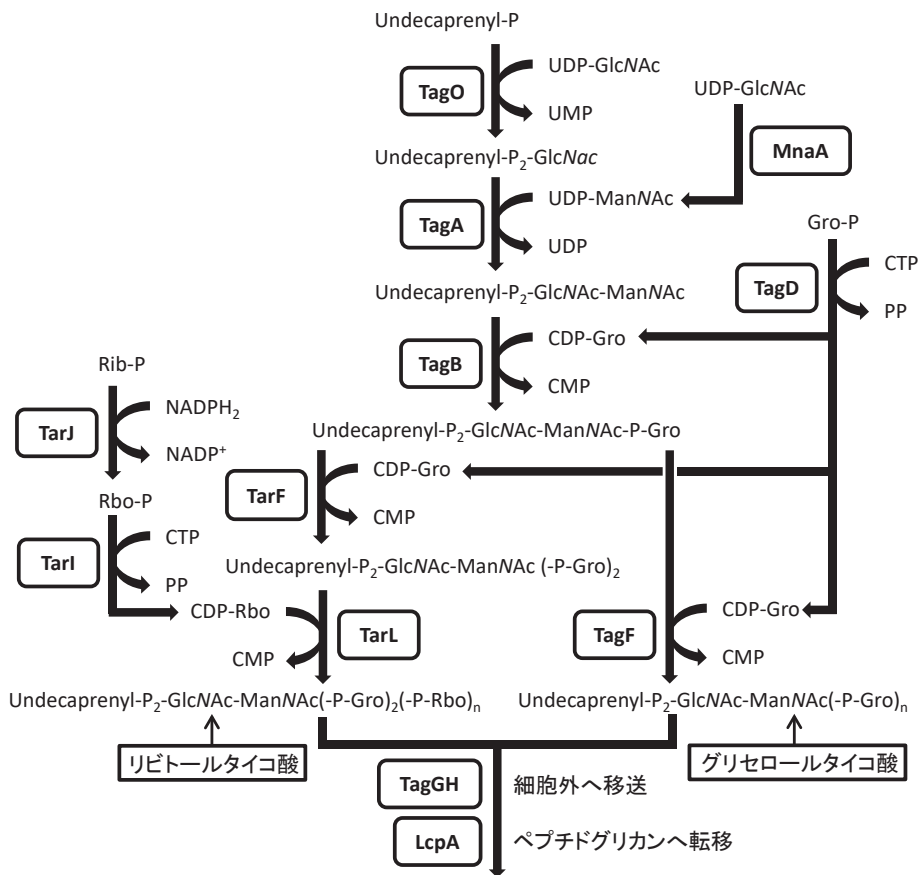 Undecaprenyl-P
UDP-GlcNAc
TagO
UMP
UDP-GlcNAc
MnaA
Undecaprenyl-P₂-GlcNac
UDP-ManNAc
TagA
UDP
Gro-P
CTP
TagD
PP
Undecaprenyl-P₂-GlcNAc-ManNAc
CDP-Gro
TagB
CMP
Rib-P
NADPH₂
TarJ
NADP⁺
Undecaprenyl-P₂-GlcNAc-ManNAc-P-Gro
CDP-Gro
TarF
CMP
Rbo-P
CTP
TarI
PP
Undecaprenyl-P₂-GlcNAc-ManNAc (-P-Gro)₂
CDP-Rbo
TarL
CMP
CDP-Gro
TagF
CMP
Undecaprenyl-P₂-GlcNAc-ManNAc(-P-Gro)₂(-P-Rbo)ₙ
Undecaprenyl-P₂-GlcNAc-ManNAc(-P-Gro)ₙ
リビトールタイコ酸
グリセロールタイコ酸
TagGH
細胞外へ移送
LcpA
ペプチドグリカンへ転移